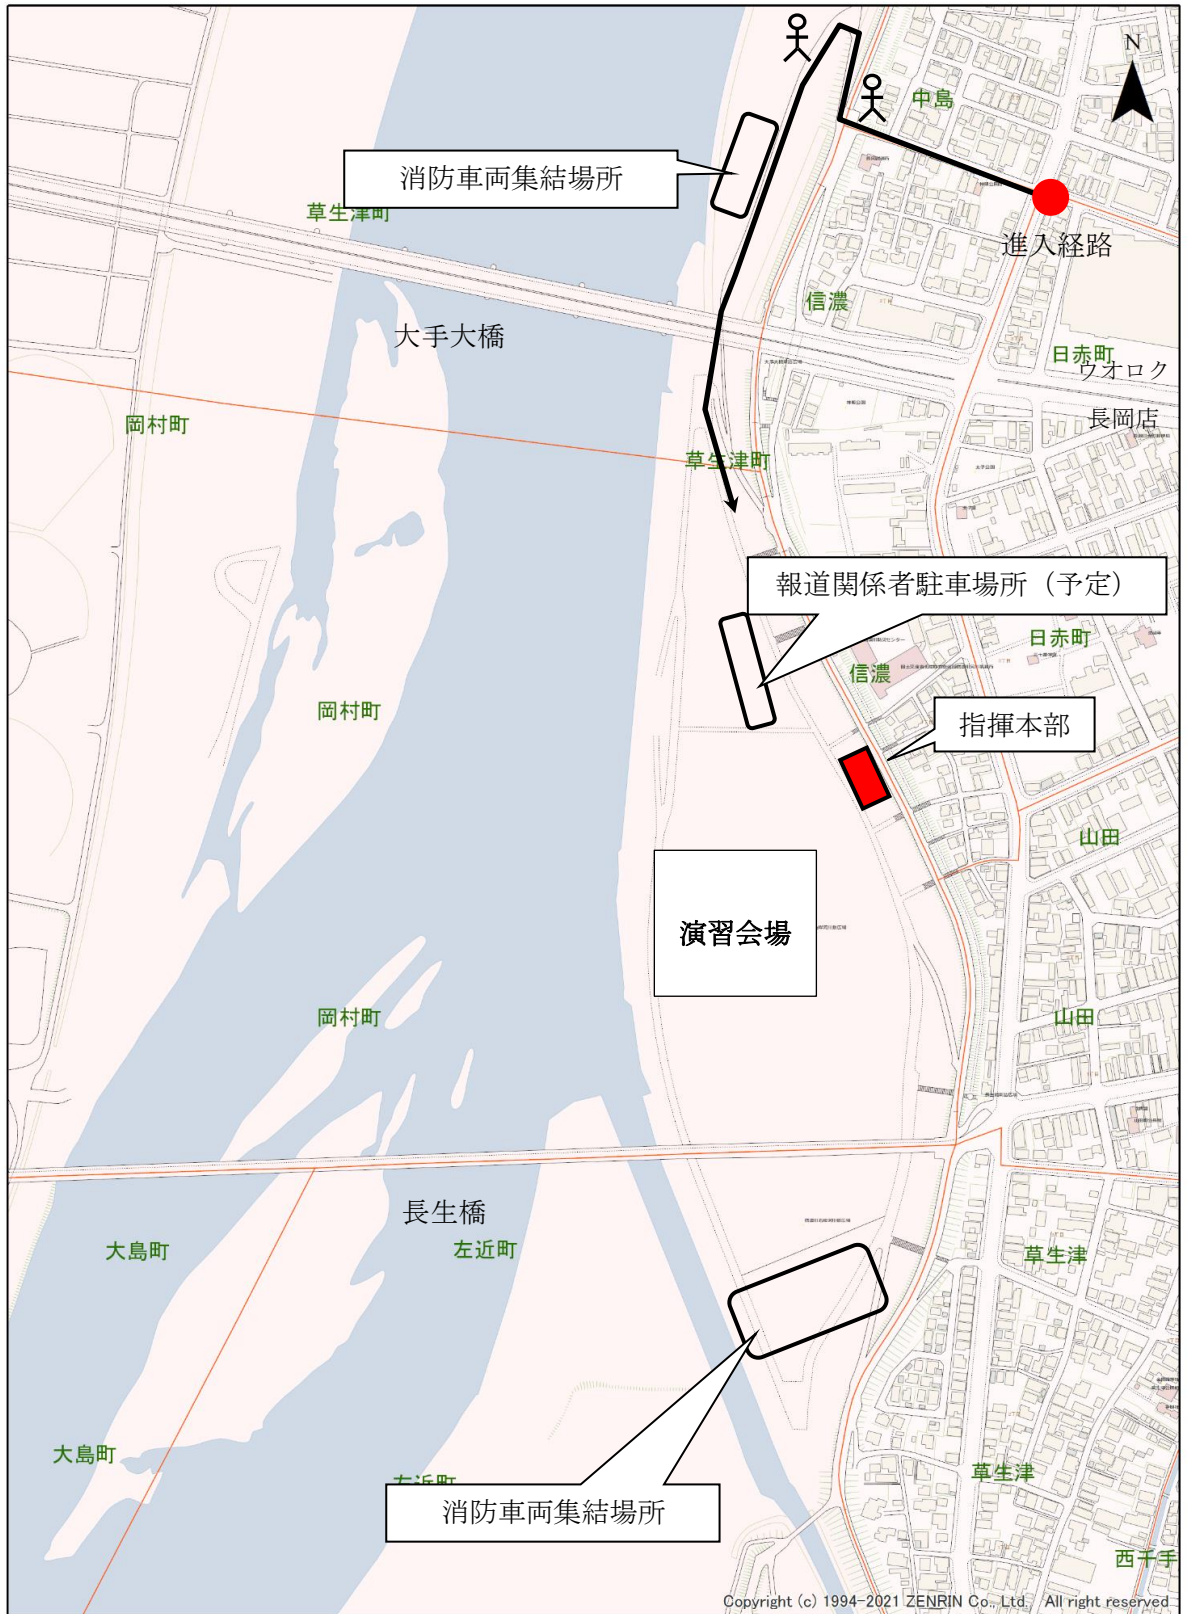 N
中島
消防車両集結場所
草生津町
進入経路
信濃
大手大橋
日赤町
ウオロク
長岡店
岡村町
草生津町
報道関係者駐車場所（予定）
日赤町
信濃
岡村町
指揮本部
山田
演習会場
岡村町
山田
長生橋
大島町
左近町
草生津
大島町
左近町
草生津
消防車両集結場所
西千手
Copyright (c) 1994-2021 ZENRIN Co., Ltd. All right reserved